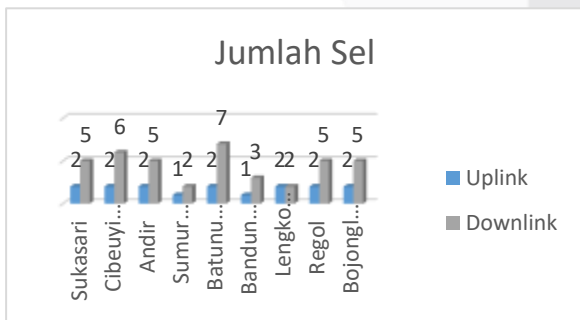 Jumlah Sel
2 5
2 6
2 5
1 2
2 7
1 3
2 2
2 5
2 5
Sukasari
Cibeuyi...
Andir
Sumur...
Batunu...
Bandun...
Lengko...
Regol
Bojongl...
Uplink
Downlink